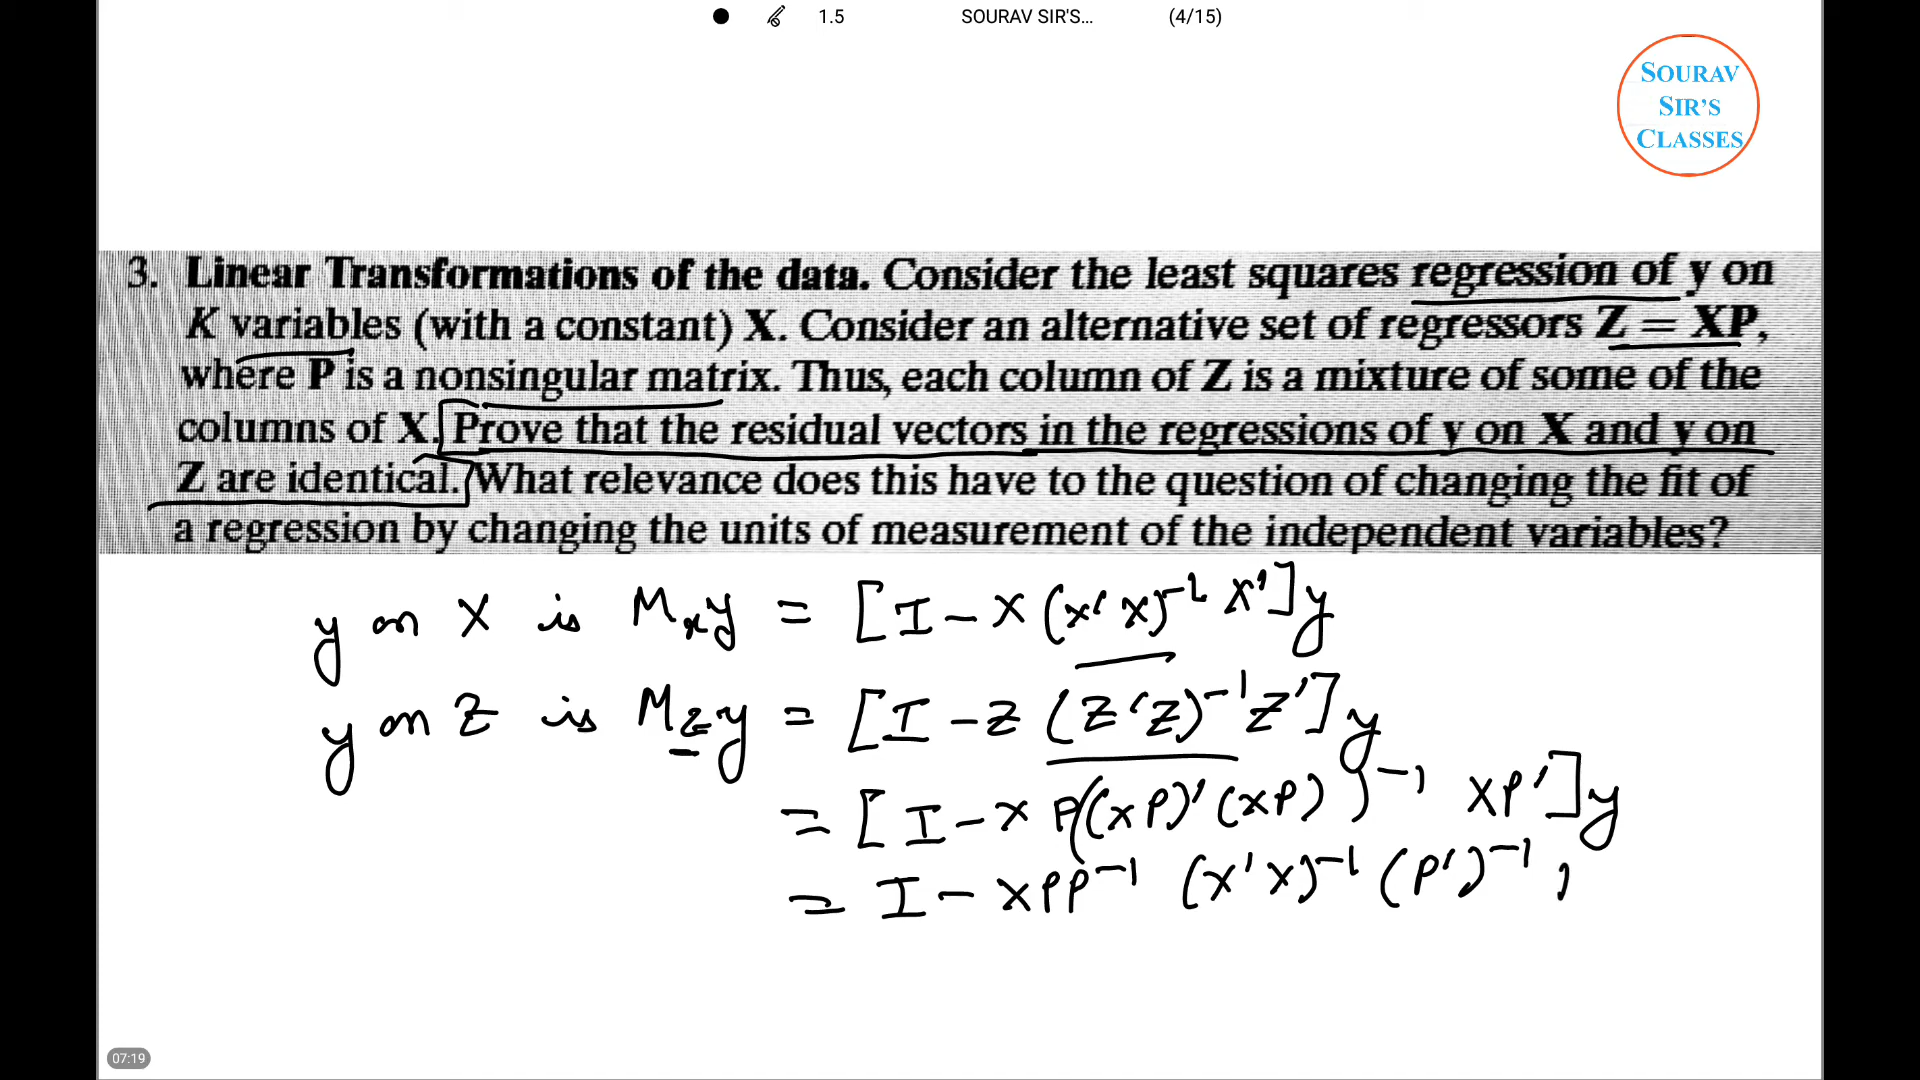 1.5 SOURAV SIR'S... (4/15)
SOURAV
SIR'S
CLASSES
3. Linear Transformations of the data. Consider the least squares regression of y on
K variables (with a constant) X. Consider an alternative set of regressors Z = XP,
where P is a nonsingular matrix. Thus, each column of Z is a mixture of some of the
columns of X. Prove that the residual vectors in the regressions of y on X and y on
Z are identical. What relevance does this have to the question of changing the fit of
a regression by changing the units of measurement of the independent variables?
y on X is Mxy = [I - X (X'X)⁻¹ X']y
y on Z is Mzy = [I - Z (Z'Z)⁻¹ Z']y
= [I - X P((XP)'(XP))⁻¹ XP']y
= I - XPP⁻¹ (X'X)⁻¹ (P')⁻¹,
07:19